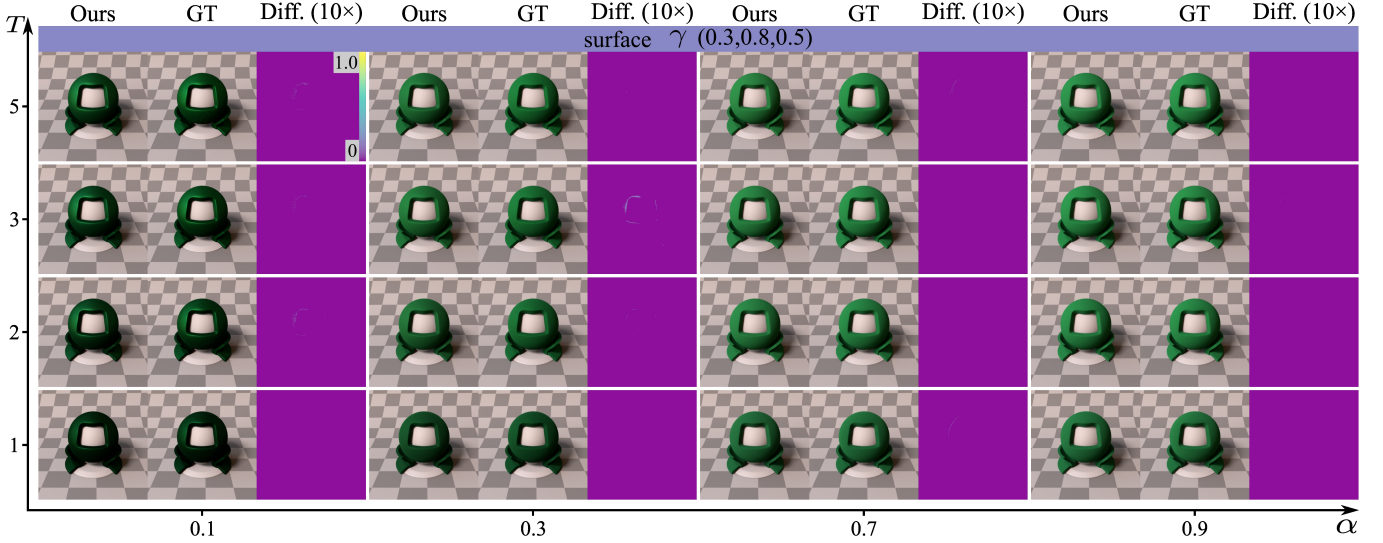 T Ours GT Diff. (10×) Ours GT Diff. (10×) Ours GT Diff. (10×) Ours GT Diff. (10×)
surface γ (0.3,0.8,0.5)
1.0
5
0
3
2
1
0.1 0.3 0.7 0.9 α